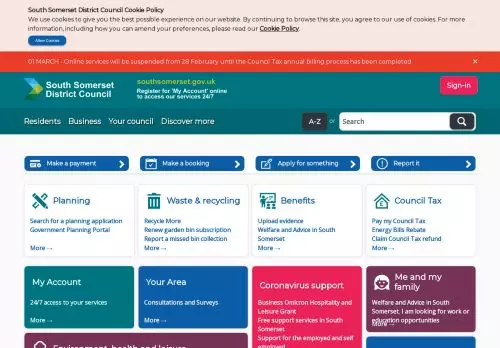 South Somerset District Council Cookie Policy
We use cookies to give you the best possible experience on our website. By continuing to browse this site, you agree to our use of cookies. For more
information, including how you can amend your preferences, please read our Cookie Policy.
Allow Cookies
01 MARCH - Online services will be suspended from 28 February until the Council Tax annual billing process has been completed
×
South Somerset
District Council
southsomerset.gov.uk
Register for 'My Account' online
to access our services 24/7
Sign-in
Residents Business Your council Discover more
A-Z or Search
Make a payment
Make a booking
Apply for something
Report it
Planning
Search for a planning application
Government Planning Portal
More →
Waste & recycling
Recycle More
Renew garden bin subscription
Report a missed bin collection
More →
Benefits
Upload evidence
Welfare and Advice in South
Somerset
More →
Council Tax
Pay my Council Tax
Energy Bills Rebate
Claim Council Tax refund
More →
My Account
24/7 access to your services
More →
Your Area
Consultations and Surveys
More →
Coronavirus support
Business Omicron Hospitality and
Leisure Grant
Free support services in South
Somerset
Support for the employed and self
employed
Me and my
family
Welfare and Advice in South
Somerset. I am looking for work or
education opportunities
More →
Environment, health and leisure